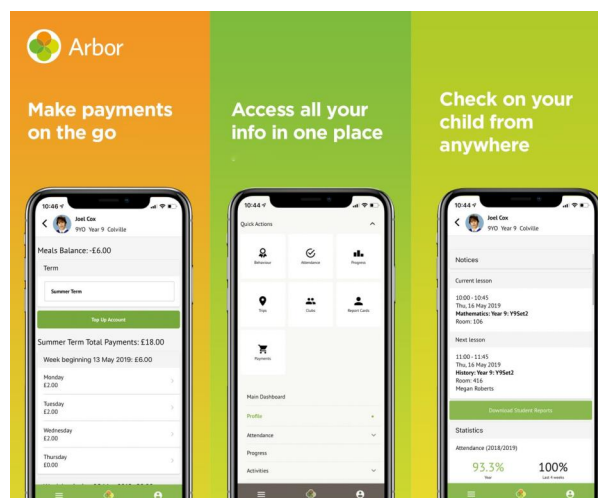 Arbor
Make payments
on the go
10:46
Joel Cox
9YO Year 9 Colville
Meals Balance: -£6.00
Term
Summer Term
Top Up Account
Summer Term Total Payments: £18.00
Week beginning 13 May 2019: £6.00
Monday
£2.00
Tuesday
£2.00
Wednesday
£2.00
Thursday
£0.00
Access all your
info in one place
10:44
Quick Actions
Behaviour
Attendance
Progress
Trips
Clubs
Report Cards
Payments
Main Dashboard
Profile
Attendance
Progress
Activities
Check on your
child from
anywhere
10:44
Joel Cox
9YO Year 9 Colville
Notices
Current lesson
10:00 - 10:45
Thu, 16 May 2019
Mathematics: Year 9: Y9Set2
Room: 106
Next lesson
11:00 - 11:45
Thu, 16 May 2019
History: Year 9: Y9Set2
Room: 416
Megan Roberts
Download Student Reports
Statistics
Attendance (2018/2019)
93.3%
Year
100%
Last 4 weeks